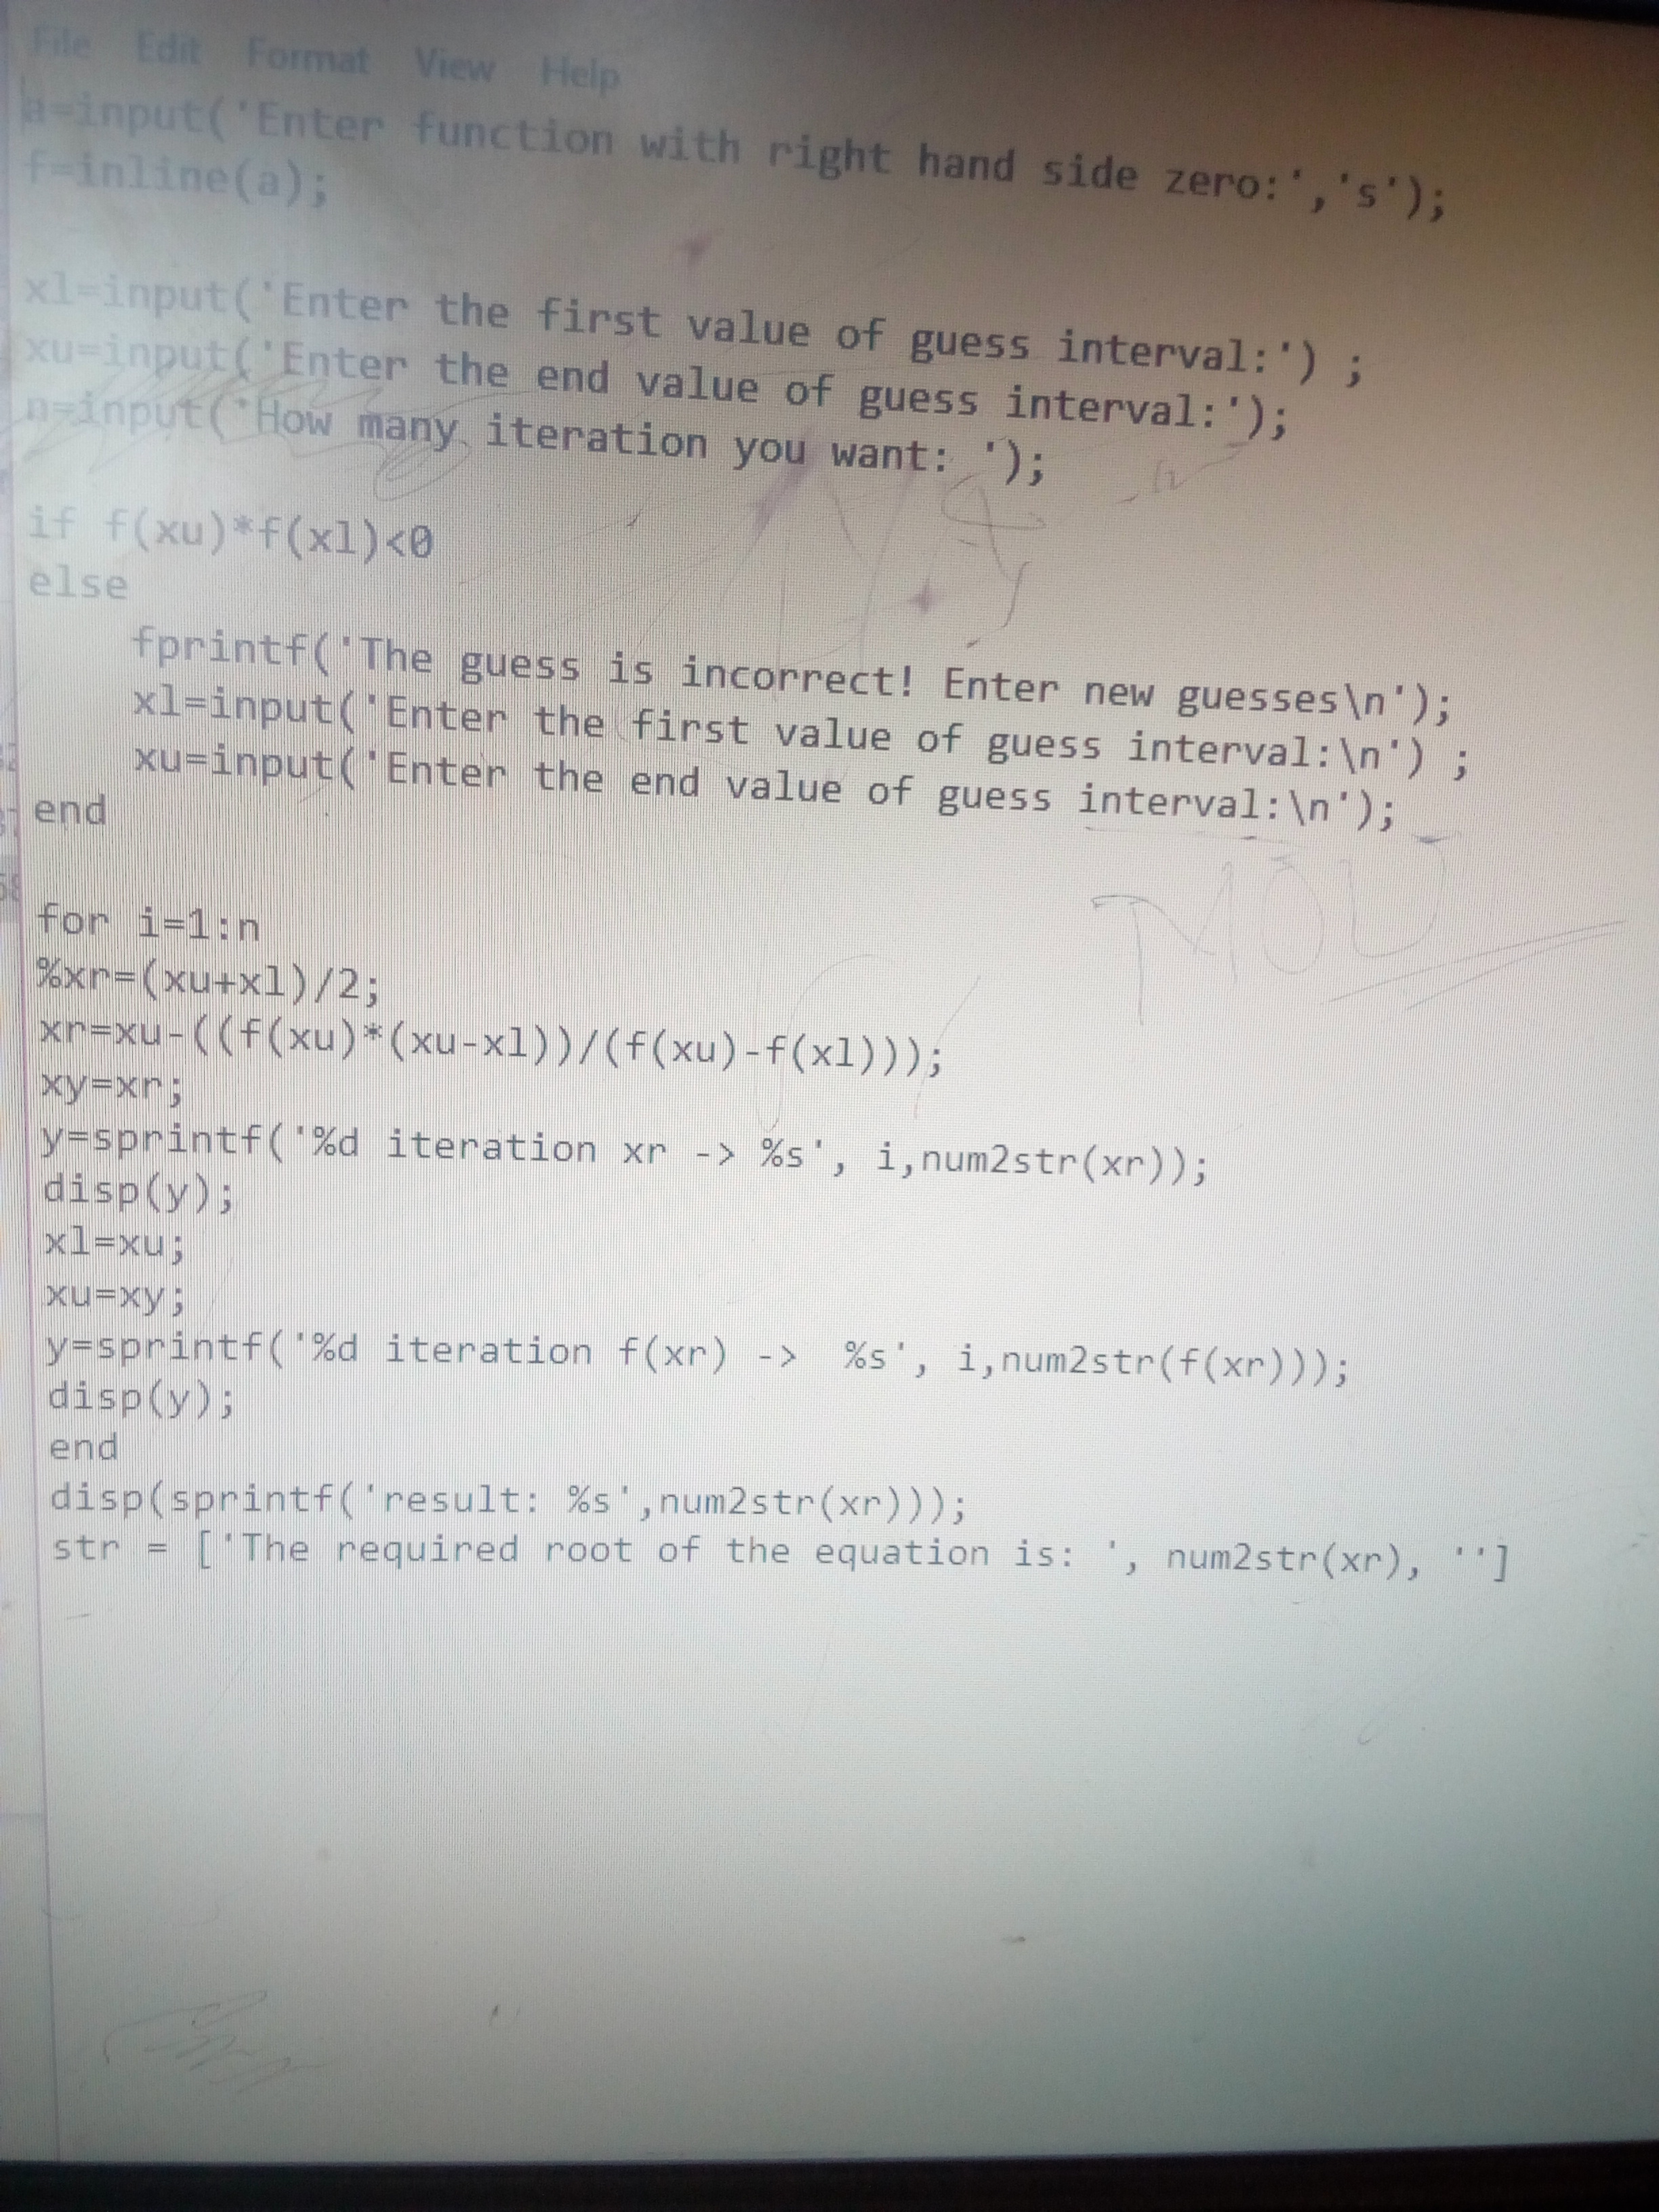 File Edit Format View Help
a=input('Enter function with right hand side zero:','s');
f=inline(a);
xl=input('Enter the first value of guess interval:') ;
xu=input('Enter the end value of guess interval:');
n=input('How many iteration you want: ');
if f(xu)*f(xl)<0
else
fprintf('The guess is incorrect! Enter new guesses\n');
xl=input('Enter the first value of guess interval:\n') ;
xu=input('Enter the end value of guess interval:\n');
end
for i=1:n
%xr=(xu+xl)/2;
xr=xu-((f(xu)*(xu-xl))/(f(xu)-f(xl)));
xy=xr;
y=sprintf('%d iteration xr -> %s', i,num2str(xr));
disp(y);
xl=xu;
xu=xy;
y=sprintf('%d iteration f(xr) ->  %s', i,num2str(f(xr)));
disp(y);
end
disp(sprintf('result: %s',num2str(xr)));
str = ['The required root of the equation is: ', num2str(xr), '']